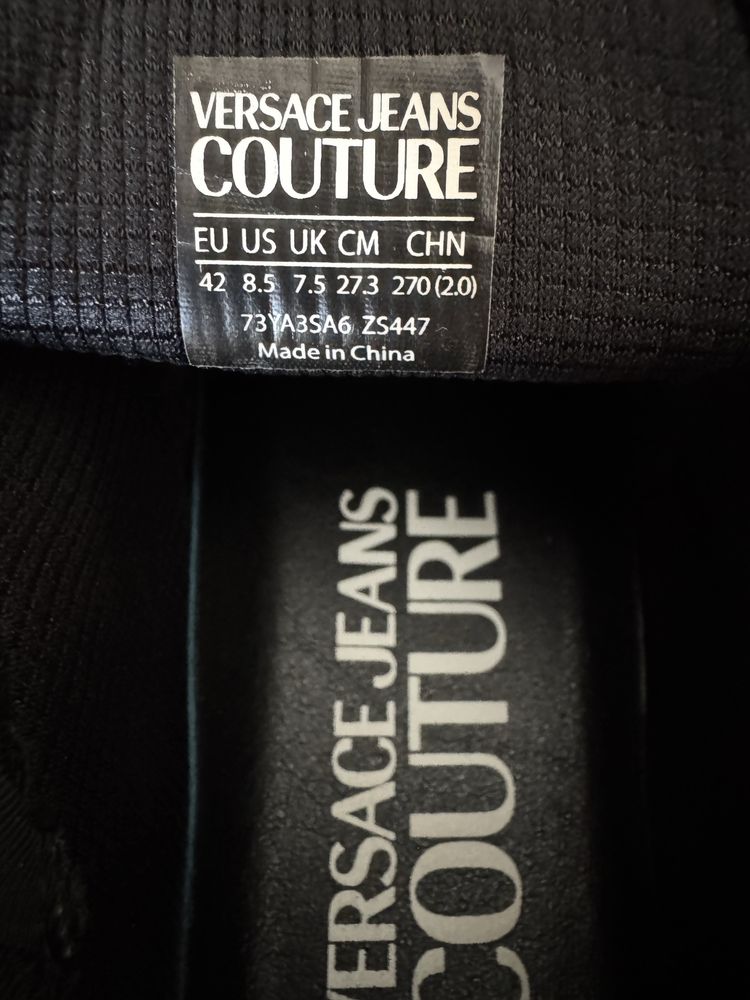 VERSACE JEANS
COUTURE
EU US UK CM CHN
42 8.5 7.5 27.3 270 (2.0)
73YA3SA6 ZS447
Made in China
VERSACE JEANS
COUTURE